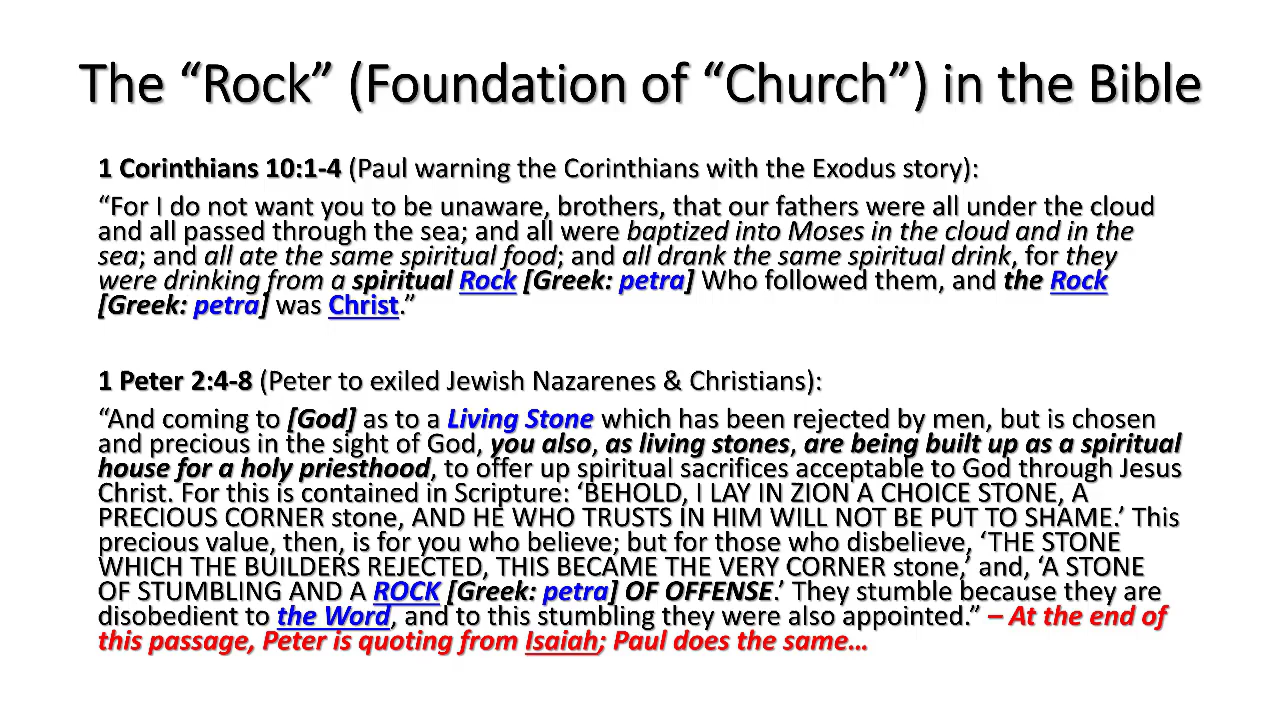 The “Rock” (Foundation of “Church”) in the Bible
1 Corinthians 10:1-4 (Paul warning the Corinthians with the Exodus story):
“For I do not want you to be unaware, brothers, that our fathers were all under the cloud
and all passed through the sea; and all were baptized into Moses in the cloud and in the
sea; and all ate the same spiritual food; and all drank the same spiritual drink, for they
were drinking from a spiritual Rock [Greek: petra] Who followed them, and the Rock
[Greek: petra] was Christ.”
1 Peter 2:4-8 (Peter to exiled Jewish Nazarenes & Christians):
“And coming to [God] as to a Living Stone which has been rejected by men, but is chosen
and precious in the sight of God, you also, as living stones, are being built up as a spiritual
house for a holy priesthood, to offer up spiritual sacrifices acceptable to God through Jesus
Christ. For this is contained in Scripture: ‘BEHOLD, I LAY IN ZION A CHOICE STONE, A
PRECIOUS CORNER stone, AND HE WHO TRUSTS IN HIM WILL NOT BE PUT TO SHAME.’ This
precious value, then, is for you who believe; but for those who disbelieve, ‘THE STONE
WHICH THE BUILDERS REJECTED, THIS BECAME THE VERY CORNER stone,’ and, ‘A STONE
OF STUMBLING AND A ROCK [Greek: petra] OF OFFENSE.’ They stumble because they are
disobedient to the Word, and to this stumbling they were also appointed.” – At the end of
this passage, Peter is quoting from Isaiah; Paul does the same…